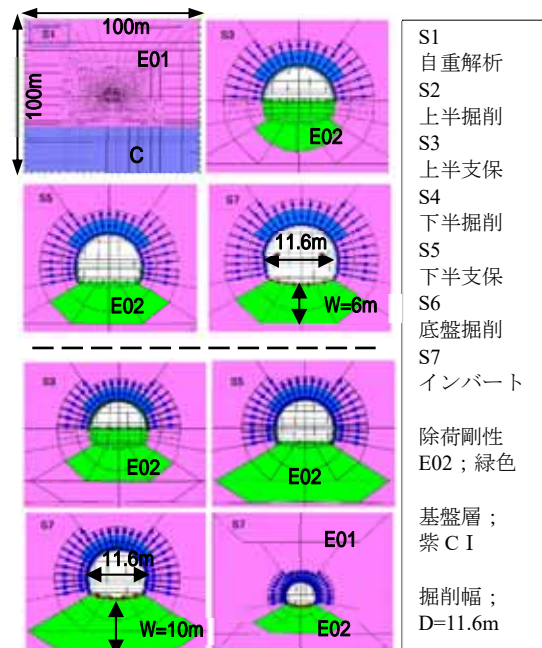 S1
100m
E01
100m
C
S3
E02
S5
E02
S7
11.6m
W=6m
S3
E02
S5
E02
S7
11.6m
W=10m
S7
E01
E02
S1
自重解析
S2
上半掘削
S3
上半支保
S4
下半掘削
S5
下半支保
S6
底盤掘削
S7
インバート
除荷剛性
E02；緑色
基盤層；
紫ＣＩ
掘削幅；
D=11.6m